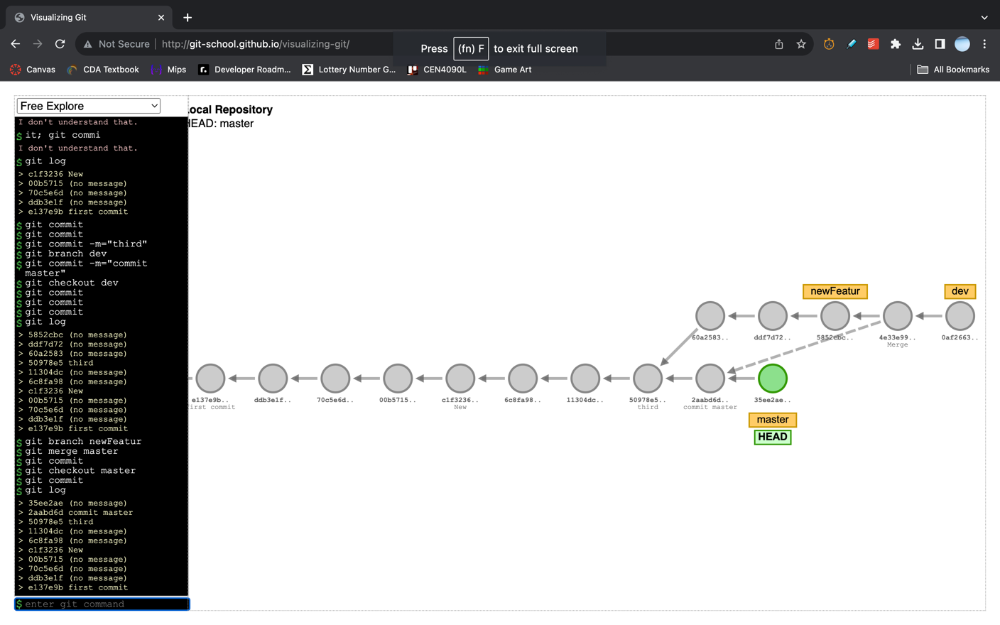 Visualizing Git
Not Secure
http://git-school.github.io/visualizing-git/
Press (fn) F to exit full screen
Canvas
CDA Textbook
Mips
Developer Roadm...
Lottery Number G...
CEN4090L
Game Art
All Bookmarks
Free Explore
I don't understand that.
$ it; git commi
I don't understand that.
$ git log
> c1f3236 New
> 00b5715 (no message)
> 70c5e6d (no message)
> ddb3e1f (no message)
> e137e9b first commit
$ git commit
$ git commit
$ git commit -m="third"
$ git branch dev
$ git commit -m="commit
master"
$ git checkout dev
$ git commit
$ git commit
$ git commit
$ git log
> 5852cbc (no message)
> ddf7d72 (no message)
> 60a2583 (no message)
> 50978e5 third
> 11304dc (no message)
> 6c8fa98 (no message)
> c1f3236 New
> 00b5715 (no message)
> 70c5e6d (no message)
> ddb3e1f (no message)
> e137e9b first commit
$ git branch newFeatur
$ git merge master
$ git commit
$ git checkout master
$ git commit
$ git log
> 35ee2ae (no message)
> 2aabd6d commit master
> 50978e5 third
> 11304dc (no message)
> 6c8fa98 (no message)
> c1f3236 New
> 00b5715 (no message)
> 70c5e6d (no message)
> ddb3e1f (no message)
> e137e9b first commit
$ enter git command
ocal Repository
HEAD: master
newFeatur
dev
60a2583..
ddf7d72..
5852cbc..
4e33e99..
Merge
0af2663..
e137e9b..
irst commit
ddb3e1f..
70c5e6d..
00b5715..
c1f3236..
New
6c8fa98..
11304dc..
50978e5..
third
2aabd6d..
commit master
35ee2ae..
master
HEAD